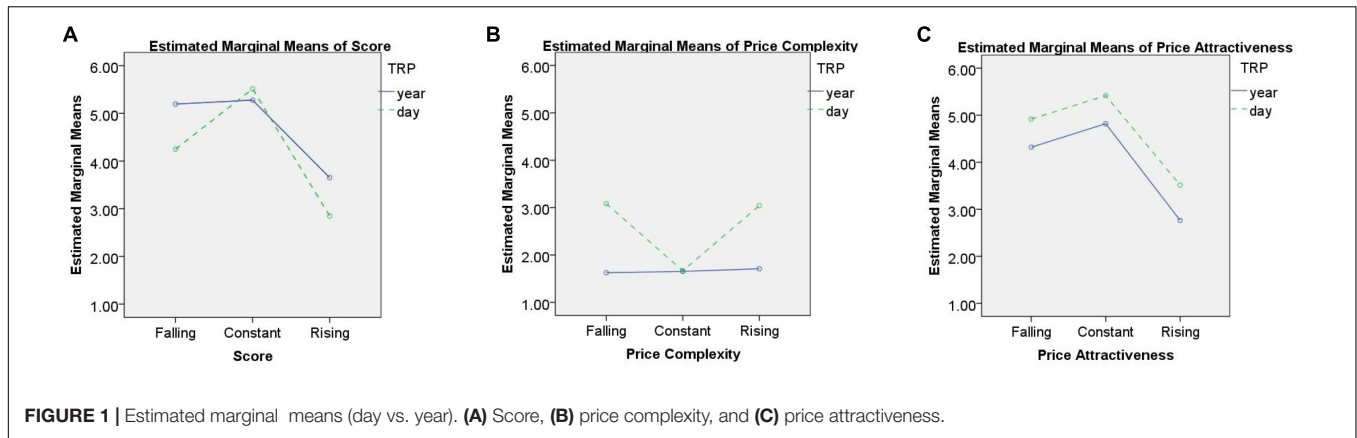 A
Estimated Marginal Means of Score
Estimated Marginal Means
6.00
5.00
4.00
3.00
2.00
1.00
Falling Constant Rising
Score
TRP
year
day
B
Estimated Marginal Means of Price Complexity
Estimated Marginal Means
6.00
5.00
4.00
3.00
2.00
1.00
Falling Constant Rising
Price Complexity
TRP
year
day
C
Estimated Marginal Means of Price Attractiveness
Estimated Marginal Means
6.00
5.00
4.00
3.00
2.00
1.00
Falling Constant Rising
Price Attractiveness
TRP
year
day
FIGURE 1 | Estimated marginal means (day vs. year). (A) Score, (B) price complexity, and (C) price attractiveness.